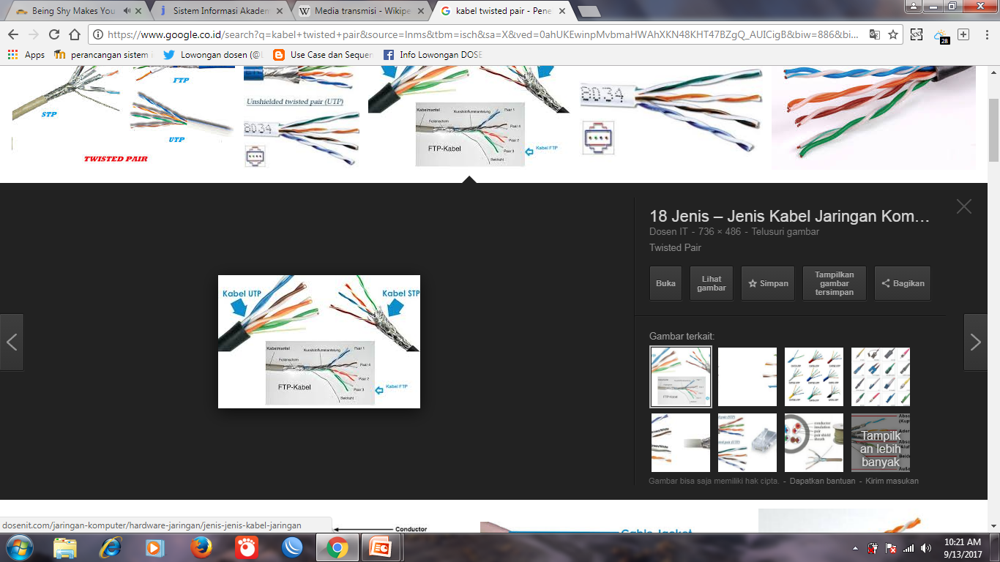 Being Shy Makes You
Sistem Informasi Akadem
Media transmisi - Wikipe
kabel twisted pair - Pene
https://www.google.co.id/search?q=kabel+twisted+pair&source=lnms&tbm=isch&sa=X&ved=0ahUKEwinpMvbmaHWAhXKN48KHT47BZgQ_AUICigB&biw=886&bi...
28
Apps
perancangan sistem i
Lowongan dosen (@L
Use Case dan Sequen
Info Lowongan DOSE
STP
FTP
UTP
TWISTED PAIR
Unshielded twisted pair (UTP)
8034
Kabelmantel
Kunststoffummantelung
Folienschirm
Paar 1
Paar 4
Paar 2
Paar 3
FTP-Kabel
Beidraht
Kabel FTP
8034
18 Jenis – Jenis Kabel Jaringan Kom…
Dosen IT - 736 × 486 - Telusuri gambar
Twisted Pair
Buka
Lihat
gambar
Simpan
Tampilkan
gambar
tersimpan
Bagikan
Kabel UTP
Kabel STP
Kabelmantel
Kunststoffummantelung
Folienschirm
Paar 1
Paar 4
Paar 2
Paar 3
FTP-Kabel
Beidraht
Kabel FTP
Gambar terkait:
Tampilk
an lebih
banyak
Gambar bisa saja memiliki hak cipta. - Dapatkan bantuan - Kirim masukan
dosenit.com/jaringan-komputer/hardware-jaringan/jenis-jenis-kabel-jaringan
Conductor
Cable Jacket
10:21 AM
9/13/2017